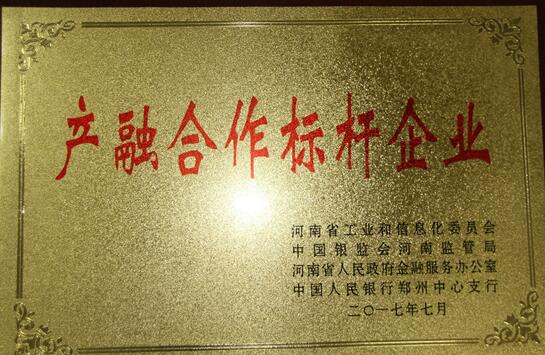 产融合作标杆企业
河南省工业和信息化委员会
中国银监会河南监管局
河南省人民政府金融服务办公室
中国人民银行郑州中心支行
二〇一七年七月